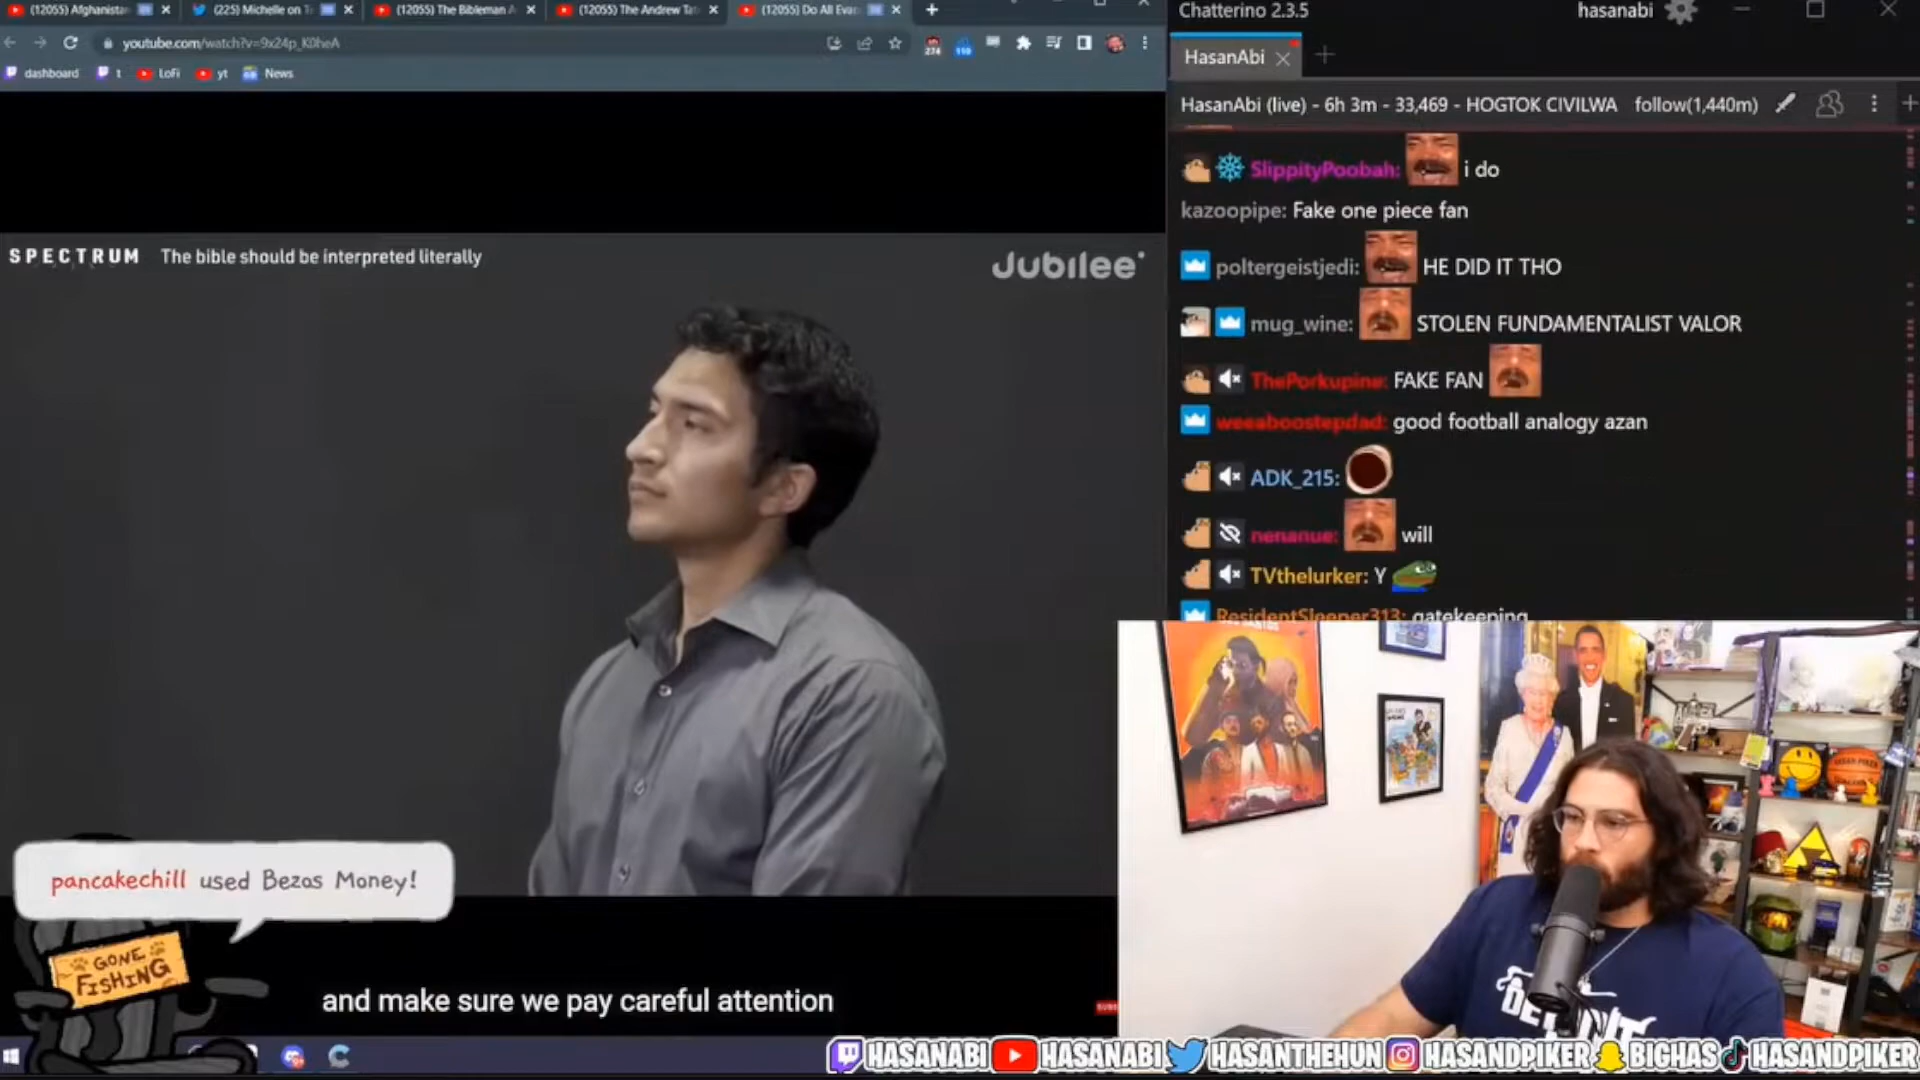 (12055) Afghanista
(225) Michelle on T
(12055) The Bibleman A
(12055) The Andrew Tat
(12055) Do All Evan
youtube.com/watch?v=9x24p_K0heA
274
110
dashboard
t
LoFi
yt
News
SPECTRUM The bible should be interpreted literally
Jubilee
pancakechill used Bezos Money!
GONE
FISHING
and make sure we pay careful attention
Chatterino 2.3.5
hasanabi
HasanAbi
HasanAbi (live) - 6h 3m - 33,469 - HOGTOK CIVILWA follow(1,440m)
SlippityPoobah: i do
kazoopipe: Fake one piece fan
poltergeistjedi: HE DID IT THO
mug_wine: STOLEN FUNDAMENTALIST VALOR
ThePorkupine: FAKE FAN
weeaboostepdad: good football analogy azan
ADK_215:
nenanue: will
TVthelurker: Y
ResidentSleeper313: gatekeeping
HASANABI HASANABI HASANTHEHUN HASANDPIKER BIGHAS HASANDPIKER